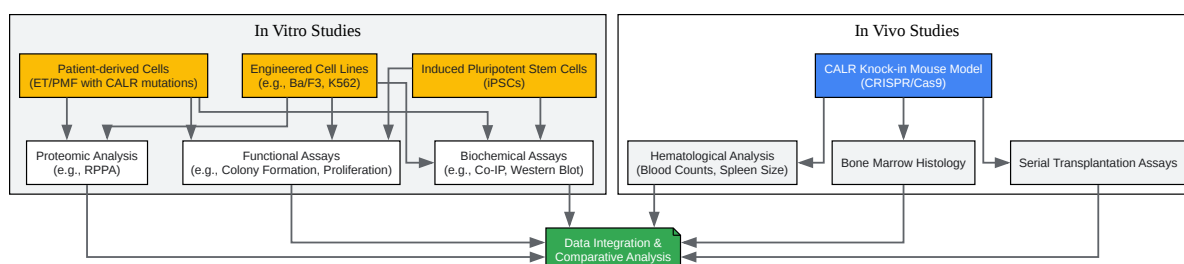 In Vitro Studies
Patient-derived Cells
(ET/PMF with CALR mutations)
Engineered Cell Lines
(e.g., Ba/F3, K562)
Induced Pluripotent Stem Cells
(iPSCs)
Proteomic Analysis
(e.g., RPPA)
Functional Assays
(e.g., Colony Formation, Proliferation)
Biochemical Assays
(e.g., Co-IP, Western Blot)
In Vivo Studies
CALR Knock-in Mouse Model
(CRISPR/Cas9)
Hematological Analysis
(Blood Counts, Spleen Size)
Bone Marrow Histology
Serial Transplantation Assays
Data Integration &
Comparative Analysis